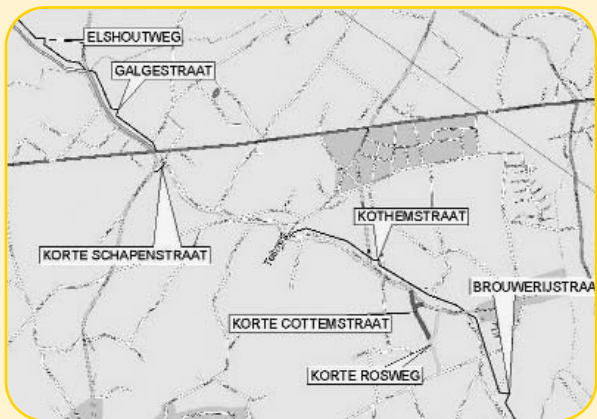 ELSHOUTWEG
GALGESTRAAT
KOTHEMSTRAAT
KORTE SCHAPENSTRAAT
BROUWERIJSTRAA
KORTE COTTEMSTRAAT
KORTE ROSWEG